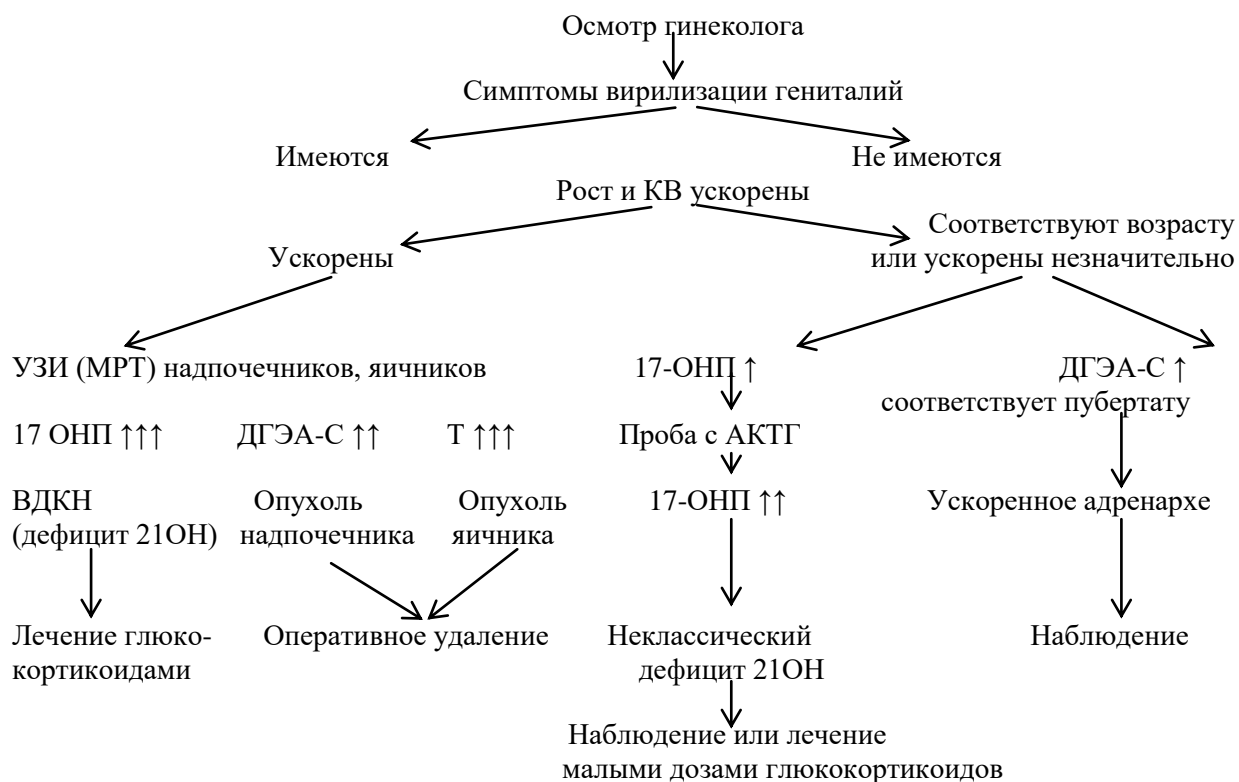 Осмотр гинеколога
Симптомы вирилизации гениталий
Имеются
Не имеются
Рост и КВ ускорены
Ускорены
Соответствуют возрасту
или ускорены незначительно
УЗИ (МРТ) надпочечников, яичников
17-ОНП ↑
ДГЭА-С ↑
соответствует пубертату
17 ОНП ↑↑↑
ДГЭА-С ↑↑
Т ↑↑↑
Проба с АКТГ
ВДКН
(дефицит 21ОН)
Опухоль
надпочечника
Опухоль
яичника
17-ОНП ↑↑
Ускоренное адренархе
Лечение глюко-
кортикоидами
Оперативное удаление
Неклассический
дефицит 21ОН
Наблюдение
Наблюдение или лечение
малыми дозами глюкокортикоидов